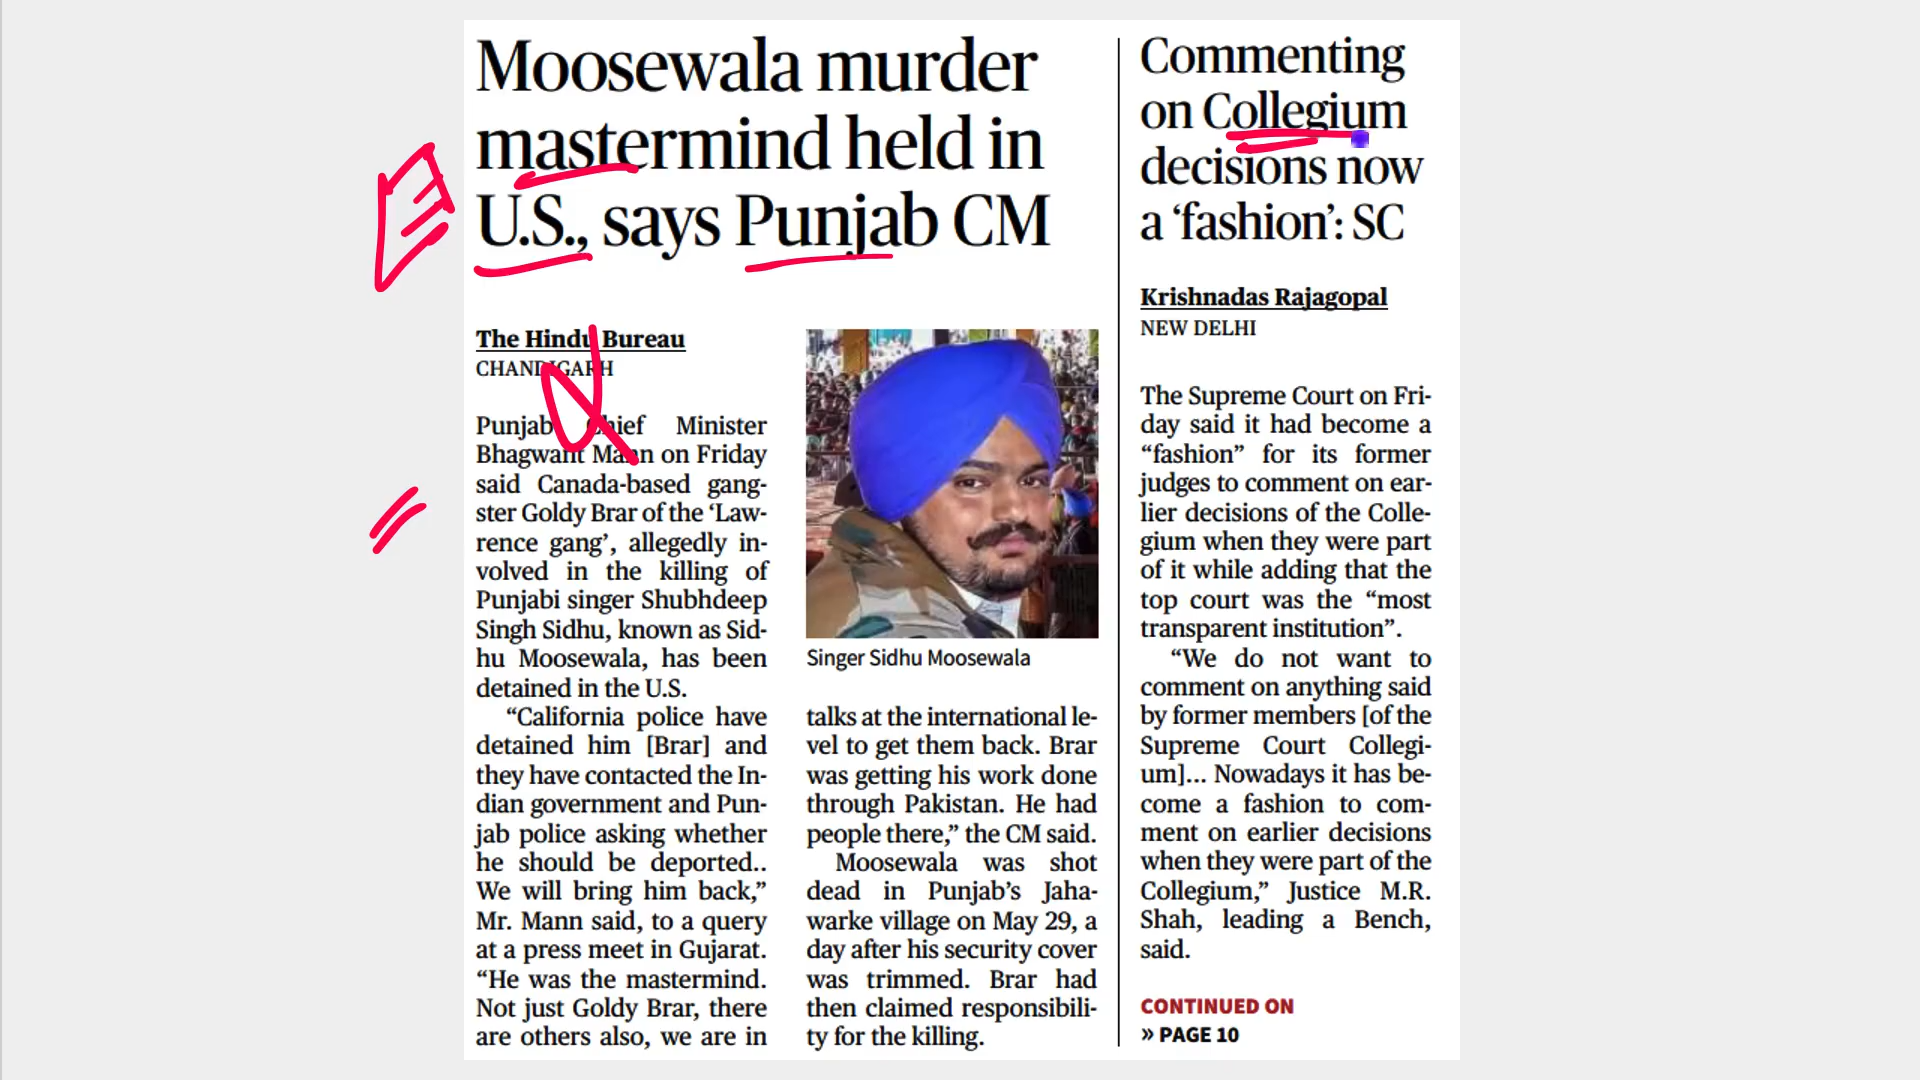 Moosewala murder
mastermind held in
U.S., says Punjab CM
The Hindu Bureau
CHANDIGARH
Punjab Chief Minister
Bhagwant Mann on Friday
said Canada-based gang-
ster Goldy Brar of the ‘Law-
rence gang’, allegedly in-
volved in the killing of
Punjabi singer Shubhdeep
Singh Sidhu, known as Sid-
hu Moosewala, has been
detained in the U.S.
“California police have
detained him [Brar] and
they have contacted the In-
dian government and Pun-
jab police asking whether
he should be deported..
We will bring him back,”
Mr. Mann said, to a query
at a press meet in Gujarat.
“He was the mastermind.
Not just Goldy Brar, there
are others also, we are in
Singer Sidhu Moosewala
talks at the international le-
vel to get them back. Brar
was getting his work done
through Pakistan. He had
people there,” the CM said.
Moosewala was shot
dead in Punjab’s Jaha-
warke village on May 29, a
day after his security cover
was trimmed. Brar had
then claimed responsibili-
ty for the killing.
Commenting
on Collegium
decisions now
a ‘fashion’: SC
Krishnadas Rajagopal
NEW DELHI
The Supreme Court on Fri-
day said it had become a
“fashion” for its former
judges to comment on ear-
lier decisions of the Colle-
gium when they were part
of it while adding that the
top court was the “most
transparent institution”.
“We do not want to
comment on anything said
by former members [of the
Supreme Court Collegi-
um]... Nowadays it has be-
come a fashion to com-
ment on earlier decisions
when they were part of the
Collegium,” Justice M.R.
Shah, leading a Bench,
said.
CONTINUED ON
» PAGE 10